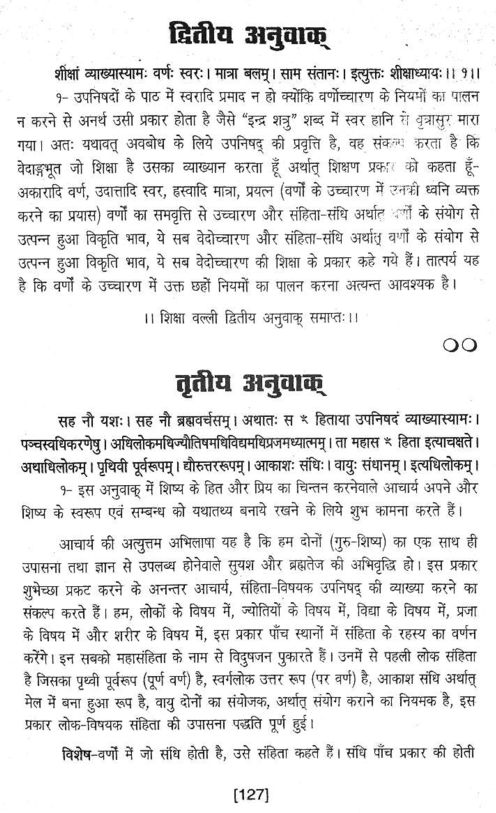 द्वितीय अनुवाक्
शीक्षां व्याख्यास्यामः वर्णः स्वरः। मात्रा बलम्। साम संतानः। इत्युक्तः शीक्षाध्यायः।। १।।
१- उपनिषदों के पाठ में स्वरादि प्रमाद न हो क्योंकि वर्णोच्चारण के नियमों का पालन
न करने से अनर्थ उसी प्रकार होता है जैसे "इन्द्र शत्रु" शब्द में स्वर हानि से वृत्रासुर मारा
गया। अतः यथावत् अवबोध के लिये उपनिषद् की प्रवृत्ति है, वह संकल्प करता है कि
वेदाङ्गभूत जो शिक्षा है उसका व्याख्यान करता हूँ अर्थात् शिक्षण प्रकार को कहता हूँ-
अकारादि वर्ण, उदात्तादि स्वर, ह्रस्वादि मात्रा, प्रयत्न (वर्णों के उच्चारण में उनकी ध्वनि व्यक्त
करने का प्रयास) वर्णों का समवृत्ति से उच्चारण और संहिता-संधि अर्थात् वर्णों के संयोग से
उत्पन्न हुआ विकृति भाव, ये सब वेदोच्चारण और संहिता-संधि अर्थात् वर्णों के संयोग से
उत्पन्न हुआ विकृति भाव, ये सब वेदोच्चारण की शिक्षा के प्रकार कहे गये हैं। तात्पर्य यह
है कि वर्णों के उच्चारण में उक्त छहों नियमों का पालन करना अत्यन्त आवश्यक है।
।। शिक्षा वल्ली द्वितीय अनुवाक् समाप्तः।।
तृतीय अनुवाक्
सह नौ यशः। सह नौ ब्रह्मवर्चसम्। अथातः स ँ हिताया उपनिषदं व्याख्यास्यामः।
पञ्चस्वधिकरणेषु। अधिलोकमधिज्यौतिषमधिविद्यमधिप्रजमध्यात्मम्। ता महास ँ हिता इत्याचक्षते।
अथाधिलोकम्। पृथिवी पूर्वरूपम्। द्यौरुत्तररूपम्। आकाशः संधिः। वायुः संधानम्। इत्यधिलोकम्।
१- इस अनुवाक् में शिष्य के हित और प्रिय का चिन्तन करनेवाले आचार्य अपने और
शिष्य के स्वरूप एवं सम्बन्ध को यथातथ्य बनाये रखने के लिये शुभ कामना करते हैं।
आचार्य की अत्युत्तम अभिलाषा यह है कि हम दोनों (गुरु-शिष्य) का एक साथ ही
उपासना तथा ज्ञान से उपलब्ध होनेवाले सुयश और ब्रह्मतेज की अभिवृद्धि हो। इस प्रकार
शुभेच्छा प्रकट करने के अनन्तर आचार्य, संहिता-विषयक उपनिषद् की व्याख्या करने का
संकल्प करते हैं। हम, लोकों के विषय में, ज्योतियों के विषय में, विद्या के विषय में, प्रजा
के विषय में और शरीर के विषय में, इस प्रकार पाँच स्थानों में संहिता के रहस्य का वर्णन
करेंगे। इन सबको महासंहिता के नाम से विदुषजन पुकारते हैं। उनमें से पहली लोक संहिता
है जिसका पृथ्वी पूर्वरूप (पूर्ण वर्ण) है, स्वर्गलोक उत्तर रूप (पर वर्ण) है, आकाश संधि अर्थात्
मेल में बना हुआ रूप है, वायु दोनों का संयोजक, अर्थात् संयोग कराने का नियमक है, इस
प्रकार लोक-विषयक संहिता की उपासना पद्धति पूर्ण हुई।
विशेष-वर्णों में जो संधि होती है, उसे संहिता कहते हैं। संधि पाँच प्रकार की होती
[127]